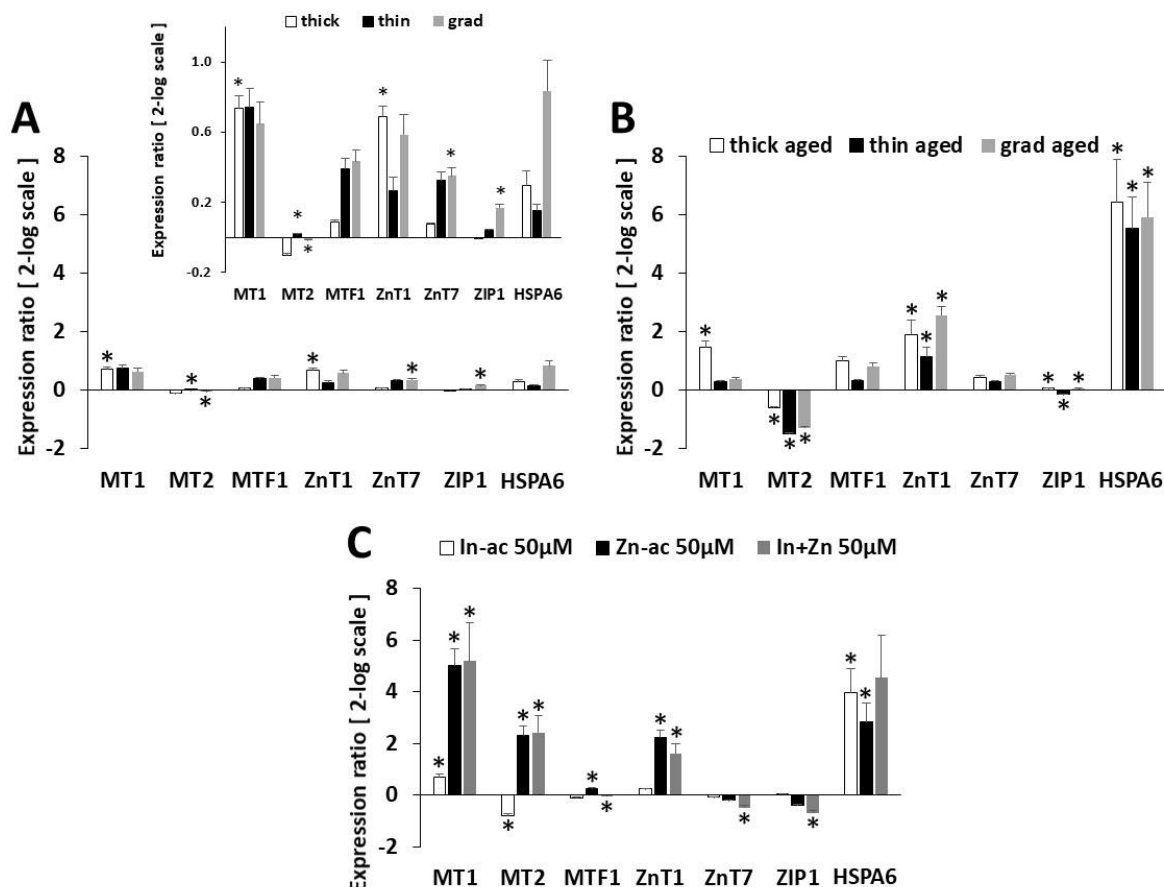 thick thin grad
A
Expression ratio [ 2-log scale ]
1.0
0.6
0.2
-0.2
* * * * * *
MT1 MT2 MTF1 ZnT1 ZnT7 ZIP1 HSPA6
Expression ratio [ 2-log scale ]
8
6
4
2
0
-2
* * * * * *
*
MT1 MT2 MTF1 ZnT1 ZnT7 ZIP1 HSPA6
B
thick aged thin aged grad aged
Expression ratio [ 2-log scale ]
8
6
4
2
0
-2
* * * * * * * * *
* * * *
MT1 MT2 MTF1 ZnT1 ZnT7 ZIP1 HSPA6
C
In-ac 50µM Zn-ac 50µM In+Zn 50µM
Expression ratio [ 2-log scale ]
8
6
4
2
0
-2
* * * * * * * * * *
* * * *
MT1 MT2 MTF1 ZnT1 ZnT7 ZIP1 HSPA6